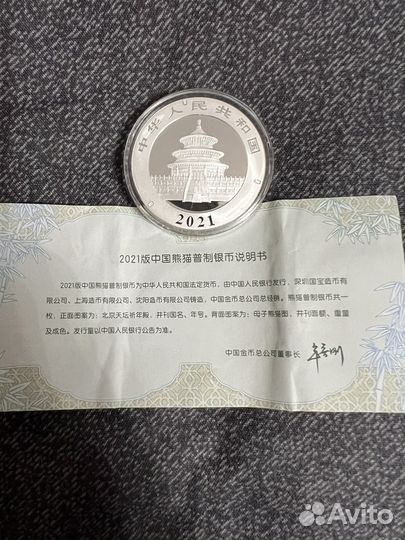 中华人民共和国
2021
2021版中国熊猫普制银币说明书
2021版中国熊猫普制银币为中华人民共和国法定货币，由中国人民银行发行，深圳国宝造币有
限公司、上海造币有限公司、沈阳造币有限公司铸造，中国金币总公司总经销。熊猫普制银币共一
枚，正面图案为：北京天坛祈年殿，并刊国名、年号。背面图案为：母子熊猫图，并刊面额、重量
及成色。发行量以中国人民银行公告为准。
中国金币总公司董事长
Avito